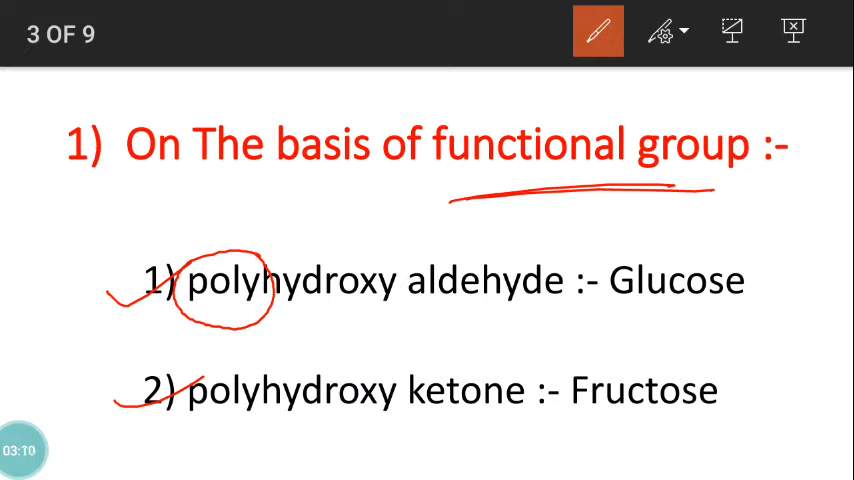 3 OF 9
1) On The basis of functional group :-
1) polyhydroxy aldehyde :- Glucose
2) polyhydroxy ketone :- Fructose
03:10